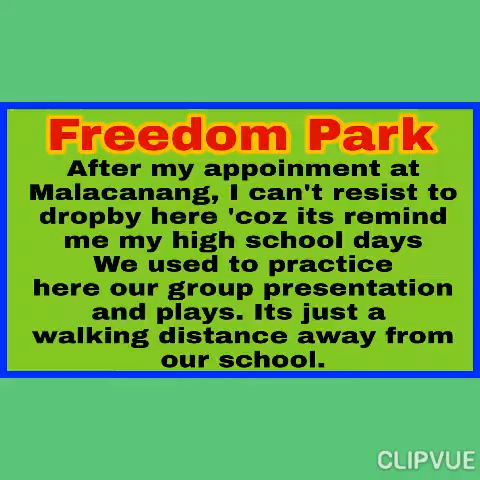 Freedom Park
After my appoinment at
Malacanang, I can't resist to
dropby here 'coz its remind
me my high school days
We used to practice
here our group presentation
and plays. Its just a
walking distance away from
our school.
CLIPVUE